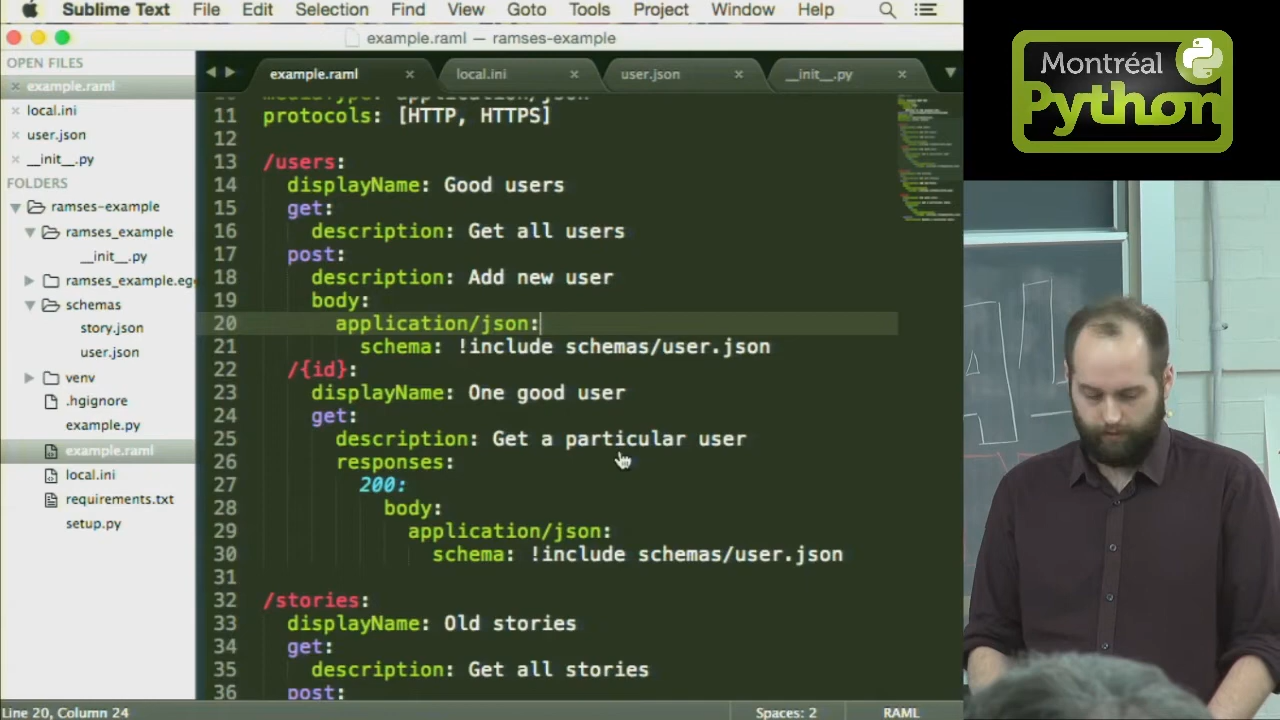 Sublime Text File Edit Selection Find View Goto Tools Project Window Help
example.raml — ramses-example
OPEN FILES
example.raml
local.ini
user.json
__init__.py
FOLDERS
ramses-example
ramses_example
__init__.py
ramses_example.eg
schemas
story.json
user.json
venv
.hgignore
example.py
example.raml
local.ini
requirements.txt
setup.py
example.raml local.ini user.json __init__.py
10 mediaType: application/json
11 protocols: [HTTP, HTTPS]
12
13 /users:
14 displayName: Good users
15 get:
16 description: Get all users
17 post:
18 description: Add new user
19 body:
20 application/json:
21 schema: !include schemas/user.json
22 /{id}:
23 displayName: One good user
24 get:
25 description: Get a particular user
26 responses:
27 200:
28 body:
29 application/json:
30 schema: !include schemas/user.json
31
32 /stories:
33 displayName: Old stories
34 get:
35 description: Get all stories
36 post:
Line 20, Column 24 Spaces: 2 RAML
Montréal
Python